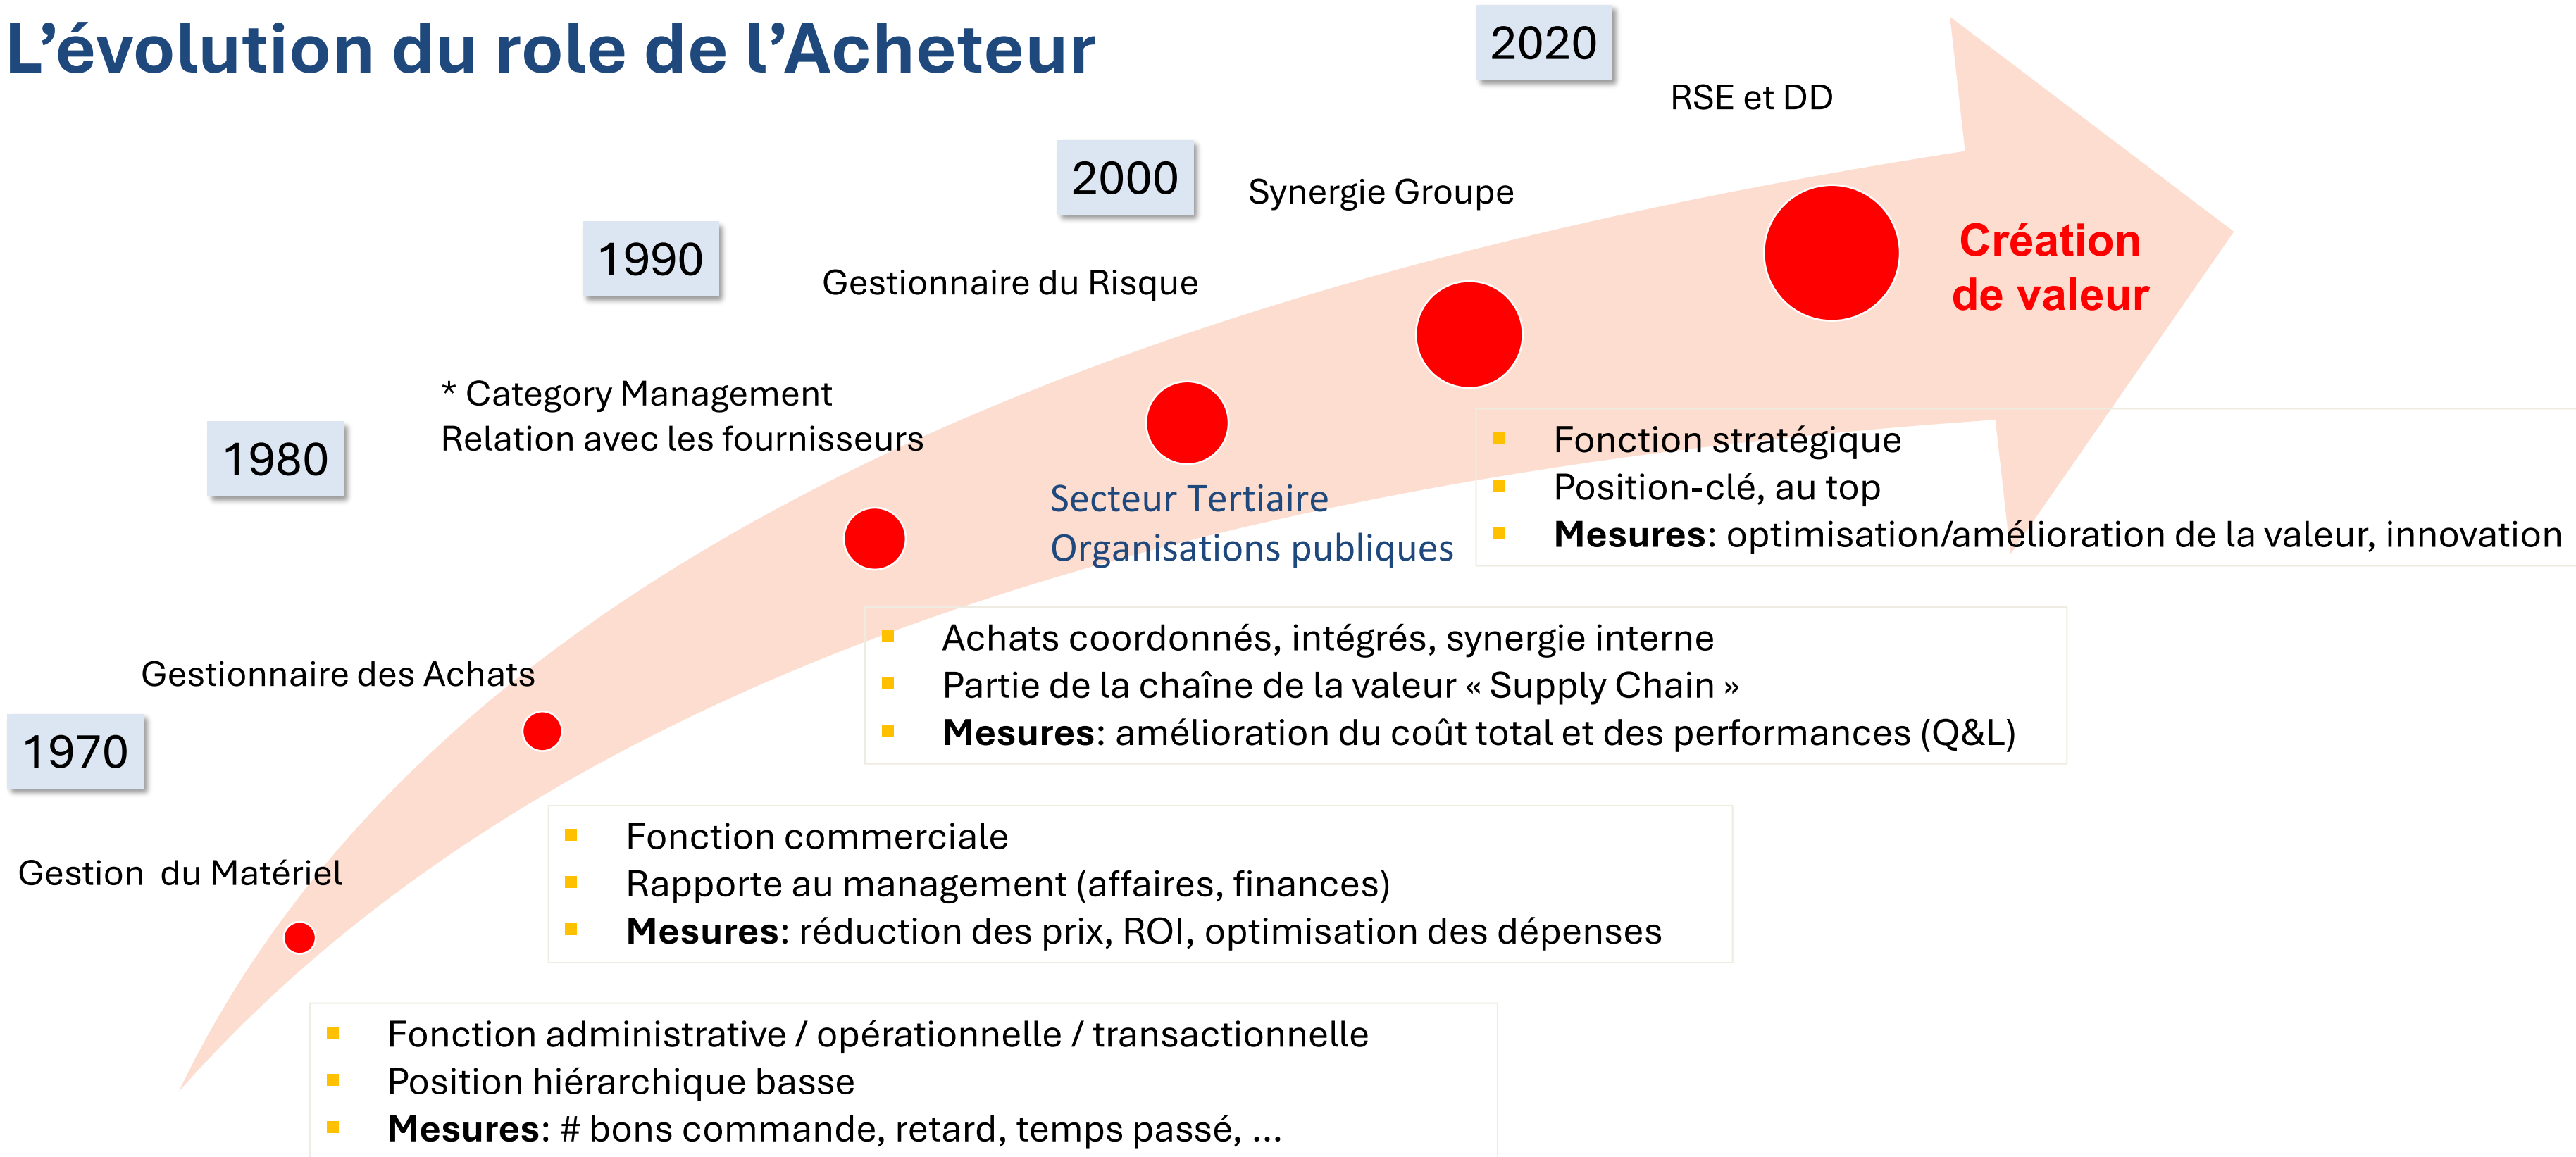 L’évolution du role de l’Acheteur
2020
RSE et DD
2000
Synergie Groupe
1990
Gestionnaire du Risque
Création
de valeur
* Category Management
Relation avec les fournisseurs
1980
Secteur Tertiaire
Organisations publiques
Fonction stratégique
Position-clé, au top
Mesures: optimisation/amélioration de la valeur, innovation
Gestionnaire des Achats
Achats coordonnés, intégrés, synergie interne
Partie de la chaîne de la valeur « Supply Chain »
Mesures: amélioration du coût total et des performances (Q&L)
1970
Gestion  du Matériel
Fonction commerciale
Rapporte au management (affaires, finances)
Mesures: réduction des prix, ROI, optimisation des dépenses
Fonction administrative / opérationnelle / transactionnelle
Position hiérarchique basse
Mesures: # bons commande, retard, temps passé, …